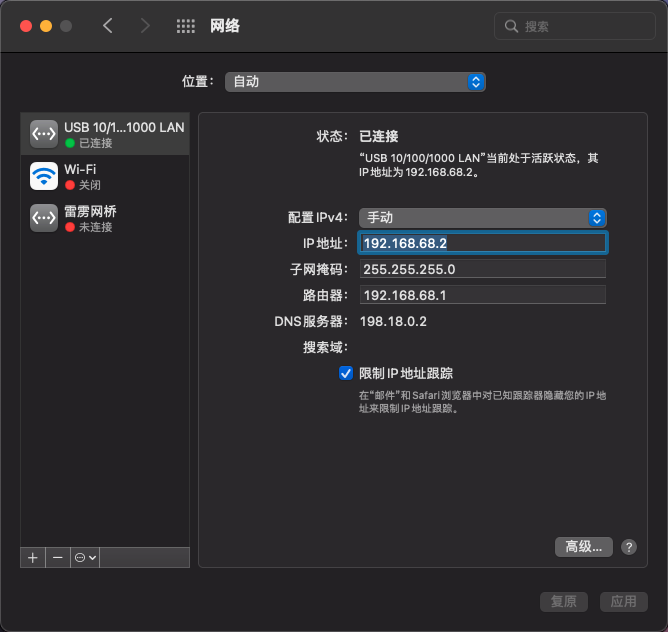 网络
搜索
位置： 自动
USB 10/1...1000 LAN
已连接
Wi-Fi
关闭
雷雳网桥
未连接
状态： 已连接
“USB 10/100/1000 LAN”当前处于活跃状态，其
IP 地址为 192.168.68.2。
配置 IPv4： 手动
IP 地址： 192.168.68.2
子网掩码： 255.255.255.0
路由器： 192.168.68.1
DNS 服务器： 198.18.0.2
搜索域：
限制 IP 地址跟踪
在“邮件”和 Safari 浏览器中对已知跟踪器隐藏您的 IP 地
址来限制 IP 地址跟踪。
高级... ?
复原 应用